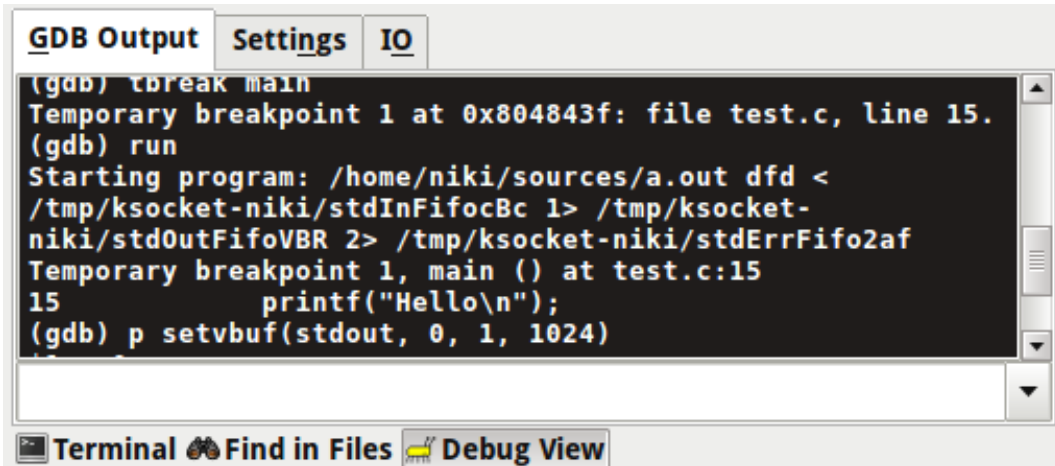 GDB Output Settings IO
(gdb) tbreak main
Temporary breakpoint 1 at 0x804843f: file test.c, line 15.
(gdb) run
Starting program: /home/niki/sources/a.out dfd <
/tmp/ksocket-niki/stdInFifocBc 1> /tmp/ksocket-
niki/stdOutFifoVBR 2> /tmp/ksocket-niki/stdErrFifo2af
Temporary breakpoint 1, main () at test.c:15
15 printf("Hello\n");
(gdb) p setvbuf(stdout, 0, 1, 1024)
Terminal Find in Files Debug View